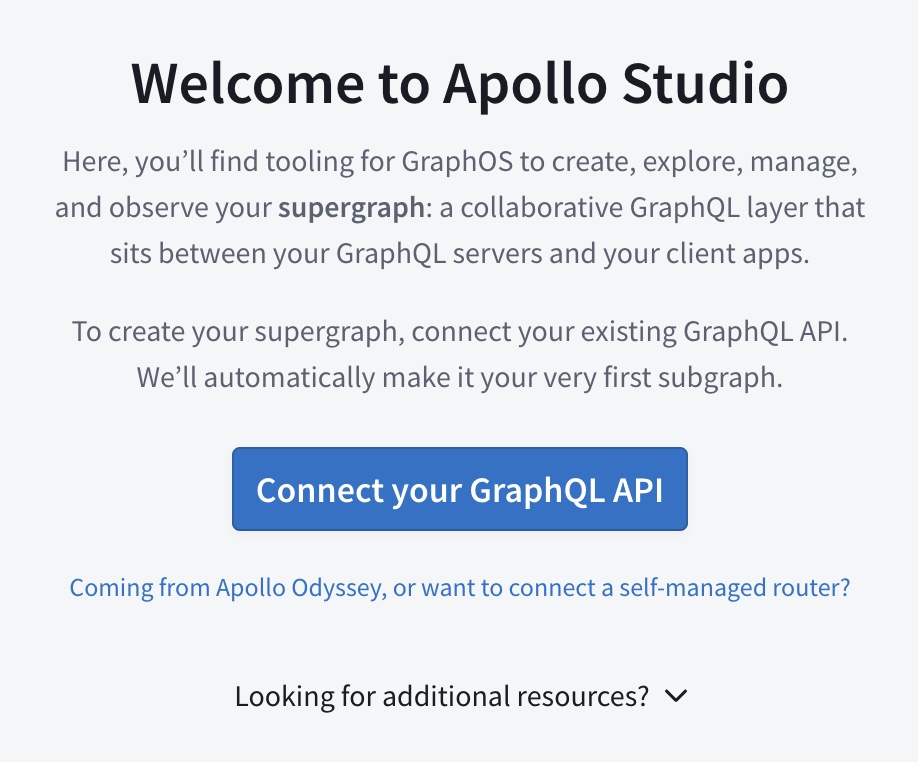 Welcome to Apollo Studio
Here, you’ll find tooling for GraphOS to create, explore, manage,
and observe your supergraph: a collaborative GraphQL layer that
sits between your GraphQL servers and your client apps.
To create your supergraph, connect your existing GraphQL API.
We’ll automatically make it your very first subgraph.
Connect your GraphQL API
Coming from Apollo Odyssey, or want to connect a self-managed router?
Looking for additional resources?